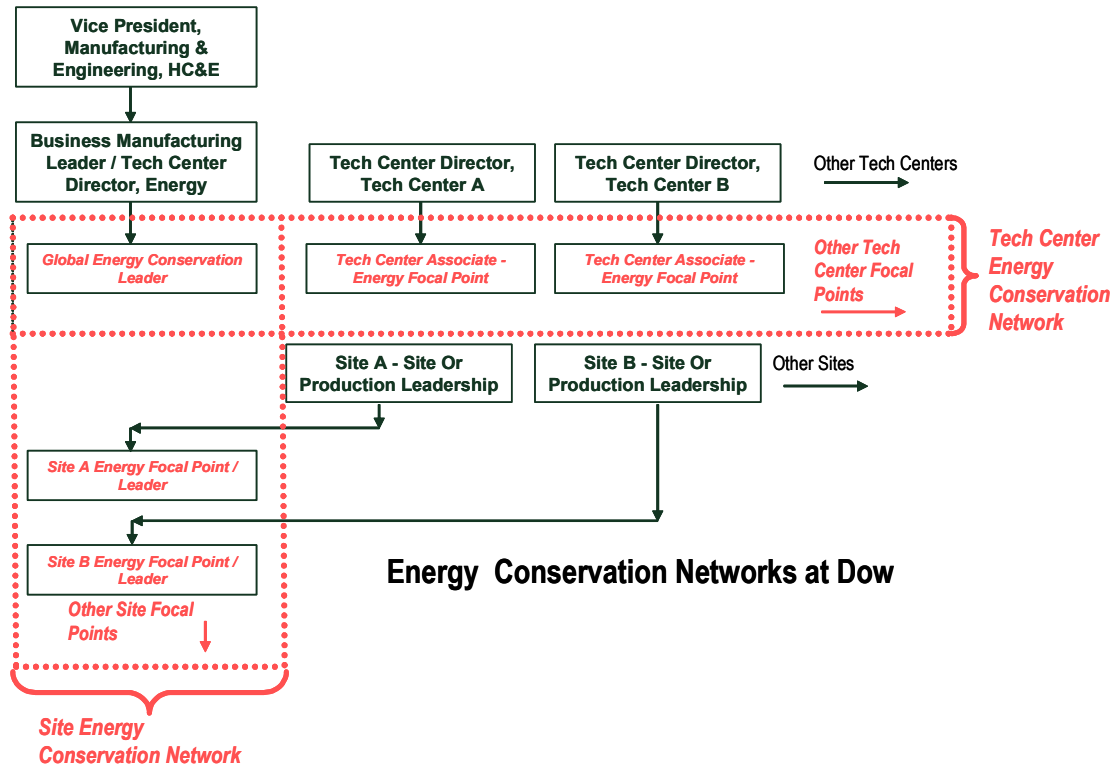 Vice President,
Manufacturing &
Engineering, HC&E
Business Manufacturing
Leader / Tech Center
Director, Energy
Tech Center Director,
Tech Center A
Tech Center Director,
Tech Center B
Other Tech Centers
Global Energy Conservation
Leader
Tech Center Associate -
Energy Focal Point
Tech Center Associate -
Energy Focal Point
Other Tech
Center Focal
Points
Tech Center
Energy
Conservation
Network
Site A - Site Or
Production Leadership
Site B - Site Or
Production Leadership
Other Sites
Site A Energy Focal Point /
Leader
Site B Energy Focal Point /
Leader
Energy Conservation Networks at Dow
Other Site Focal
Points
Site Energy
Conservation Network